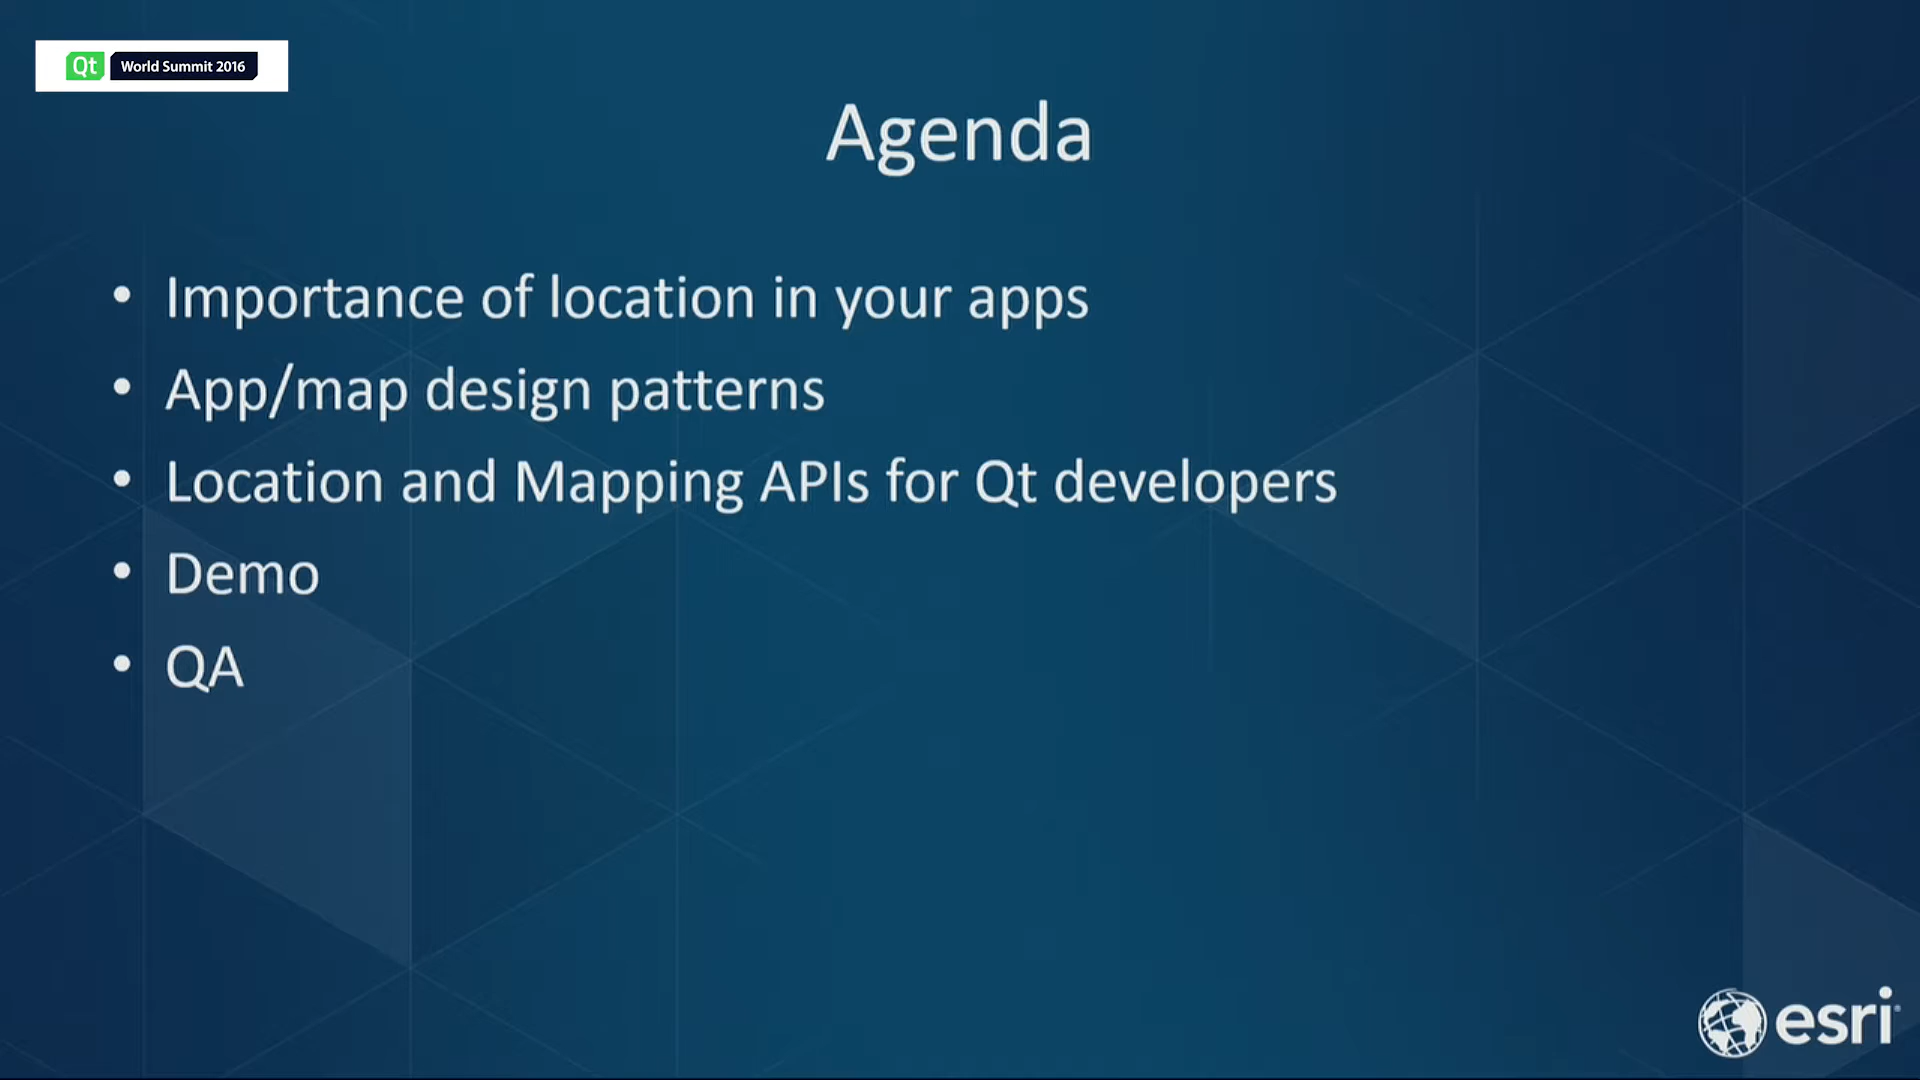 Qt World Summit 2016
Agenda
• Importance of location in your apps
• App/map design patterns
• Location and Mapping APIs for Qt developers
• Demo
• QA
esri